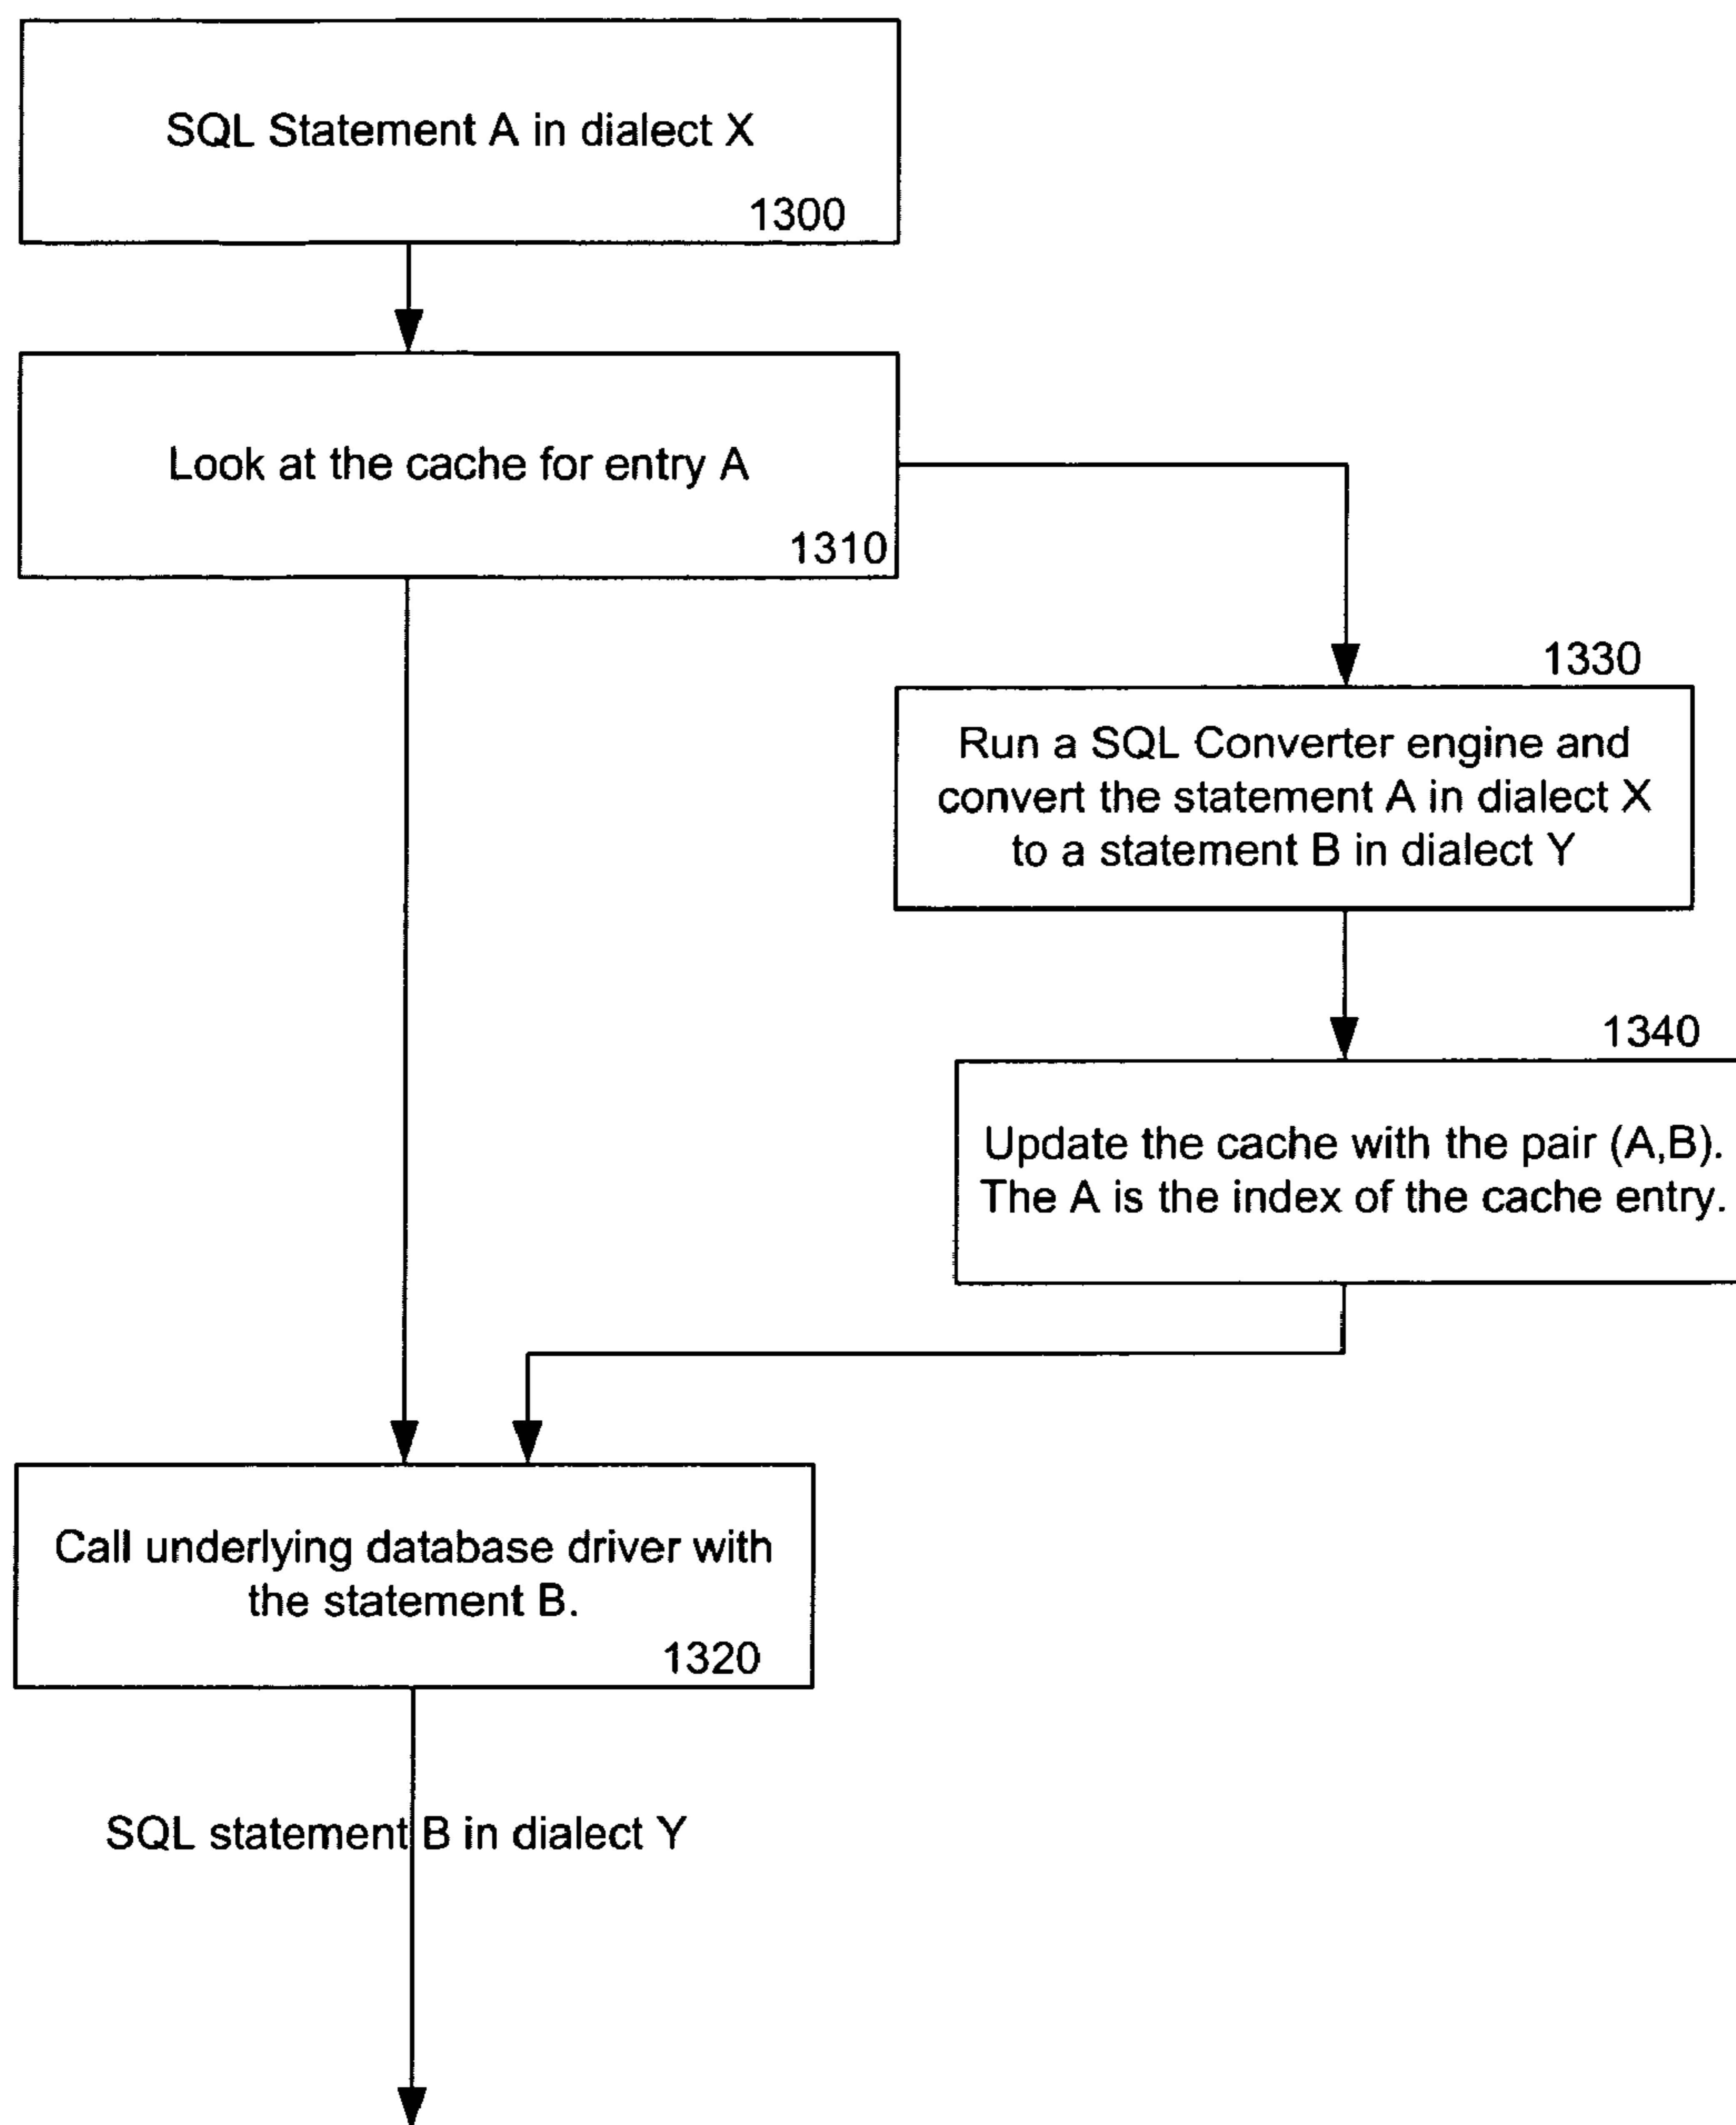 SQL Statement A in dialect X
1300
Look at the cache for entry A
1310
1330
Run a SQL Converter engine and
convert the statement A in dialect X
to a statement B in dialect Y
1340
Update the cache with the pair (A,B).
The A is the index of the cache entry.
Call underlying database driver with
the statement B.
1320
SQL statement B in dialect Y